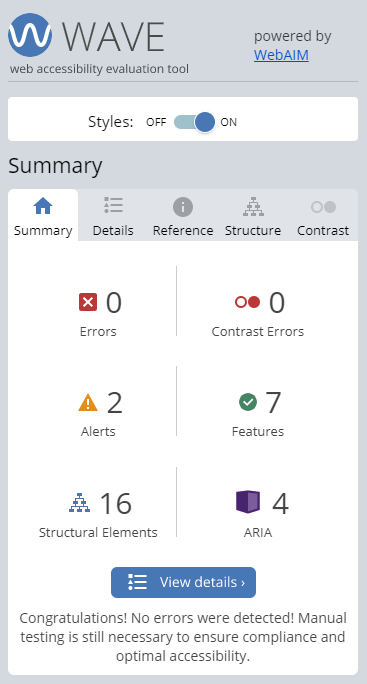 WAVE
web accessibility evaluation tool
powered by
WebAIM
Styles: OFF ON
Summary
Summary Details Reference Structure Contrast
0 0
Errors Contrast Errors
2 7
Alerts Features
16 4
Structural Elements ARIA
View details ›
Congratulations! No errors were detected! Manual
testing is still necessary to ensure compliance and
optimal accessibility.